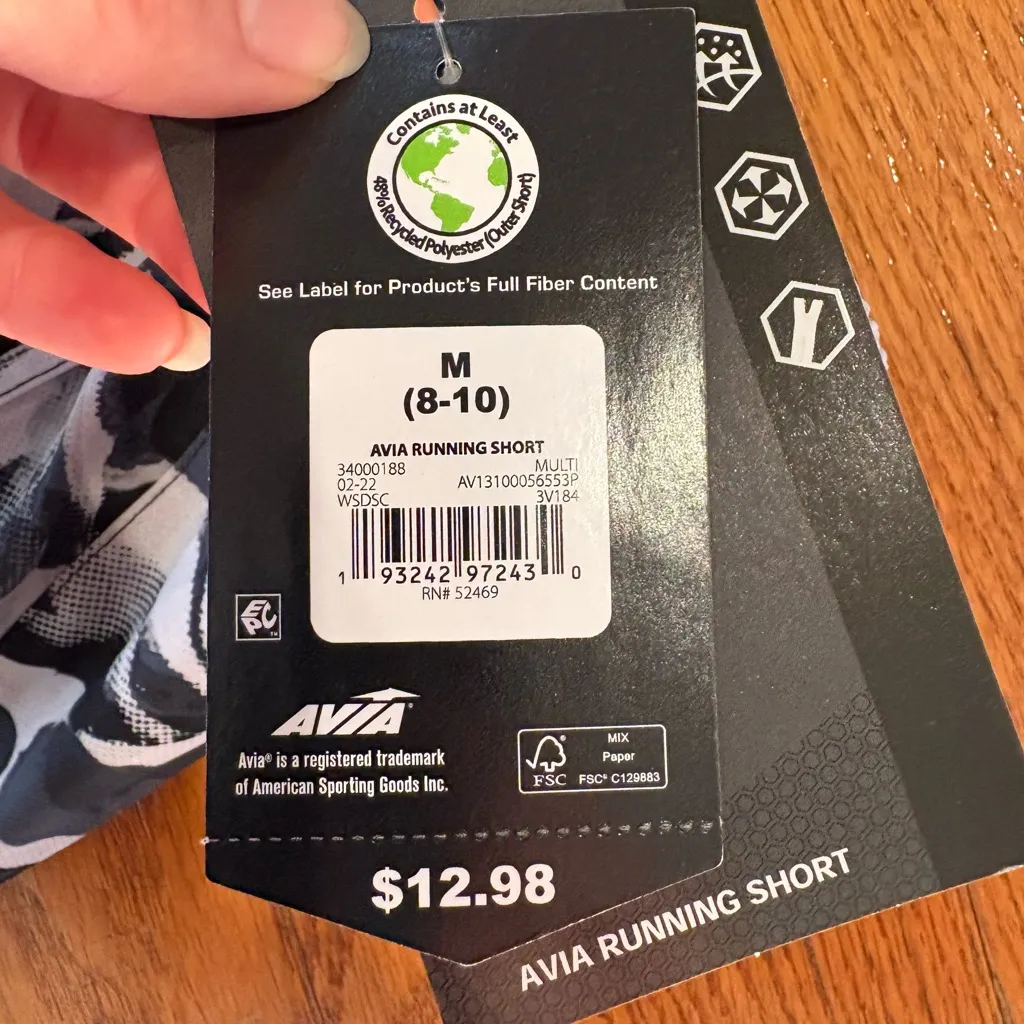 Contains at Least
48% Recycled Polyester (Outer Short)
See Label for Product's Full Fiber Content
M
(8-10)
AVIA RUNNING SHORT
34000188 MULTI
02-22 AV13100056553P
WSDSC 3V184
1 93242 97243 0
RN# 52469
EPC™
AVIA®
Avia® is a registered trademark
of American Sporting Goods Inc.
FSC
MIX
Paper
FSC® C129883
$12.98
AVIA RUNNING SHORT